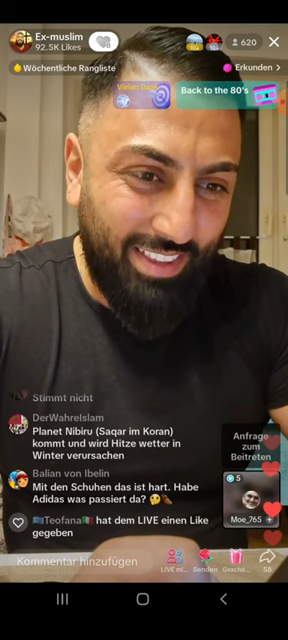 Ex-muslim
92.5K Likes
620
Wöchentliche Rangliste
Erkunden >
Vielen Dank
Back to the 80's
Stimmt nicht
DerWahreIslam
Planet Nibiru (Saqar im Koran)
kommt und wird Hitze wetter in
Winter verursachen
Balian von Ibelin
Mit den Schuhen das ist hart. Habe
Adidas was passiert da? 🤔
🇪🇺Teofana hat dem LIVE einen Like
gegeben
Anfrage
zum
Beitreten
5
Moe_765 +
Kommentar hinzufügen
LIVE mi...
Senden
Gesche...
58